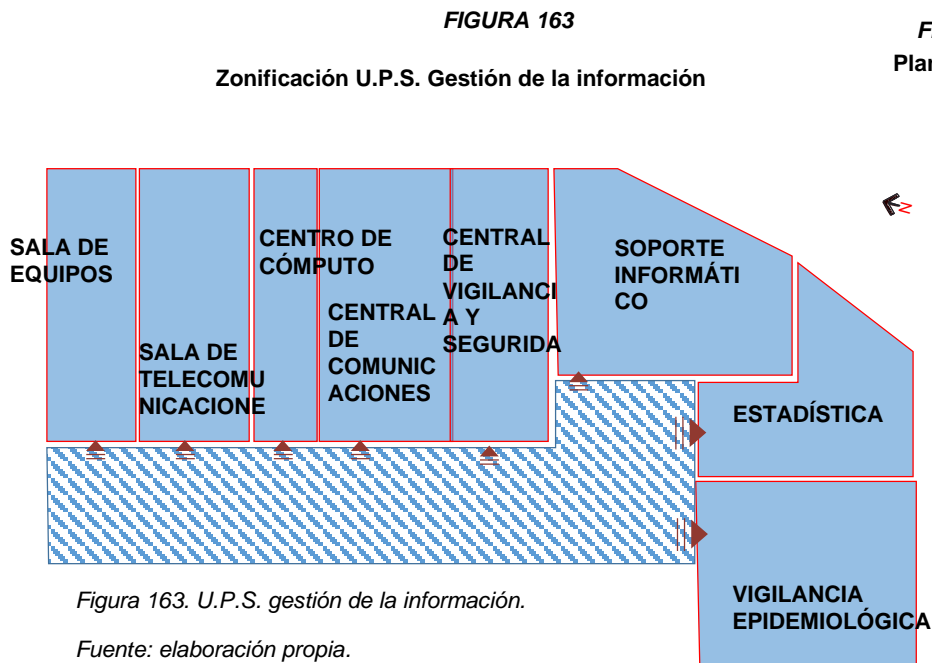 FIGURA 163
F
Zonificación U.P.S. Gestión de la información
Plan
SALA DE
EQUIPOS
SALA DE
TELECOMU
NICACIONE
CENTRO DE
CÓMPUTO
CENTRAL
DE
COMUNIC
ACIONES
CENTRAL
DE
VIGILANCI
A Y
SEGURIDA
SOPORTE
INFORMÁTI
CO
N
ESTADÍSTICA
VIGILANCIA
EPIDEMIOLÓGICA
Figura 163. U.P.S. gestión de la información.
Fuente: elaboración propia.